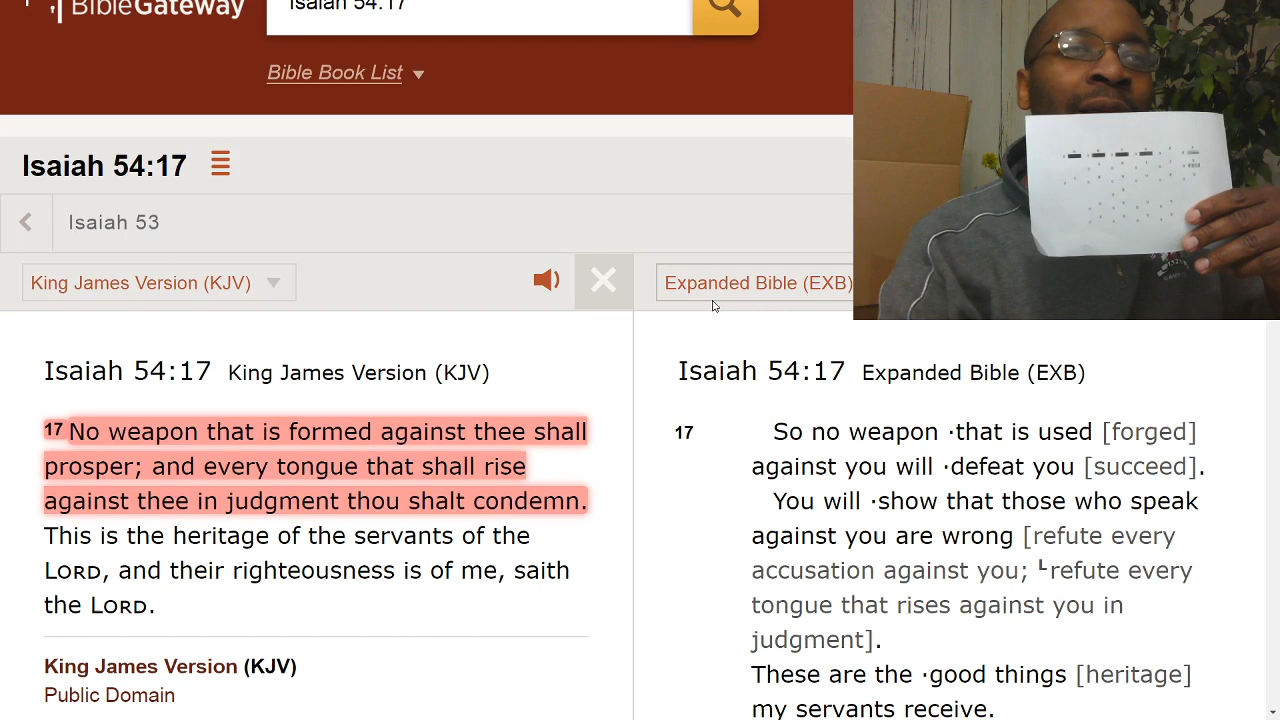 BibleGateway
Isaiah 54:17
Bible Book List
Isaiah 54:17
Isaiah 53
King James Version (KJV)
Expanded Bible (EXB)
Isaiah 54:17 King James Version (KJV)
17 No weapon that is formed against thee shall
prosper; and every tongue that shall rise
against thee in judgment thou shalt condemn.
This is the heritage of the servants of the
LORD, and their righteousness is of me, saith
the LORD.
King James Version (KJV)
Public Domain
Isaiah 54:17 Expanded Bible (EXB)
17 So no weapon ·that is used [forged]
against you will ·defeat you [succeed].
You will ·show that those who speak
against you are wrong [refute every
accusation against you; ᴸrefute every
tongue that rises against you in
judgment].
These are the ·good things [heritage]
my servants receive.